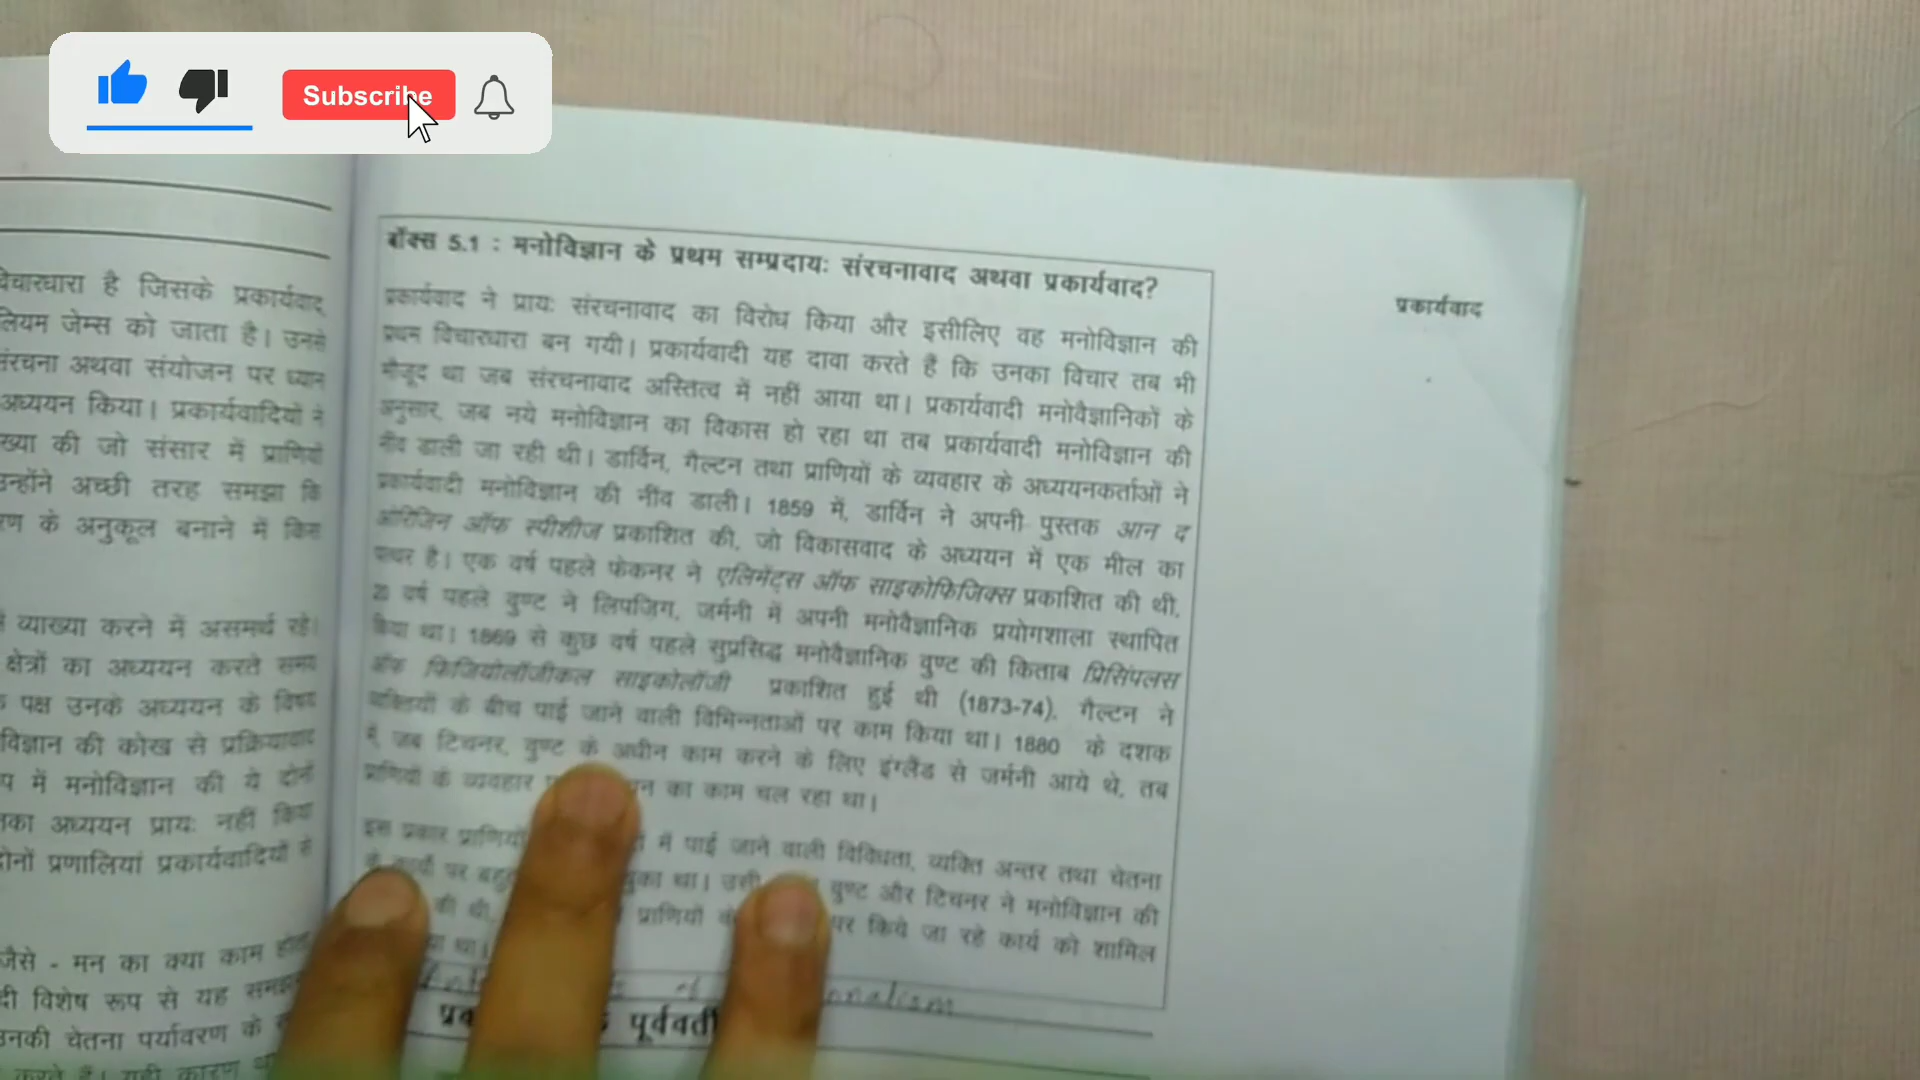 Subscribe
विचारधारा है जिसके प्रकार्यवाद
लियम जेम्स को जाता है। उनसे
संरचना अथवा संयोजन पर ध्यान
अध्ययन किया। प्रकार्यवादियों ने
ख्या की जो संसार में प्राणियों
उन्होंने अच्छी तरह समझा कि
रण के अनुकूल बनाने में किस
व्याख्या करने में असमर्थ रहे।
क्षेत्रों का अध्ययन करते समय
पक्ष उनके अध्ययन के विषय
विज्ञान की कोख से प्रक्रियावाद
प में मनोविज्ञान की ये दोनों
नका अध्ययन प्रायः नहीं किया
दोनों प्रणालियां प्रकार्यवादियों से
जैसे - मन का क्या काम होता
दी विशेष रूप से यह समझ
उनकी चेतना पर्यावरण के
करते हैं। यही कारण
बॉक्स 5.1 : मनोविज्ञान के प्रथम सम्प्रदायः संरचनावाद अथवा प्रकार्यवाद?
प्रकार्यवाद ने प्रायः संरचनावाद का विरोध किया और इसीलिए वह मनोविज्ञान की
प्रथम विचारधारा बन गयी। प्रकार्यवादी यह दावा करते हैं कि उनका विचार तब भी
मौजूद था जब संरचनावाद अस्तित्व में नहीं आया था। प्रकार्यवादी मनोवैज्ञानिकों के
अनुसार, जब नये मनोविज्ञान का विकास हो रहा था तब प्रकार्यवादी मनोविज्ञान की
नींव डाली जा रही थी। डार्विन, गैल्टन तथा प्राणियों के व्यवहार के अध्ययनकर्ताओं ने
प्रकार्यवादी मनोविज्ञान की नींव डाली। 1859 में, डार्विन ने अपनी पुस्तक आन द
ओरिजिन ऑफ स्पीशीज प्रकाशित की, जो विकासवाद के अध्ययन में एक मील का
पत्थर है। एक वर्ष पहले फेकनर ने एलिमेंट्स ऑफ साइकोफिजिक्स प्रकाशित की थी,
20 वर्ष पहले वुण्ट ने लिपज़िग, जर्मनी में अपनी मनोवैज्ञानिक प्रयोगशाला स्थापित
किया था। 1869 से कुछ वर्ष पहले सुप्रसिद्ध मनोवैज्ञानिक वुण्ट की किताब प्रिसिंपलस
ऑफ फिजियोलॉजीकल साइकोलॉजी प्रकाशित हुई थी (1873-74), गैल्टन ने
व्यक्तियों के बीच पाई जाने वाली विभिन्नताओं पर काम किया था। 1880 के दशक
में, जब टिचनर, वुण्ट के अधीन काम करने के लिए इंग्लैंड से जर्मनी आये थे, तब
प्राणियों के व्यवहार का काम चल रहा था।
इस प्रकार प्राणियों में पाई जाने वाली विविधता, व्यक्ति अन्तर तथा चेतना
के कार्यों पर चुका था। वुण्ट और टिचनर ने मनोविज्ञान की
की थी, प्राणियों पर किये जा रहे कार्य को शामिल
था।
पूर्ववर्ती
प्रकार्यवाद